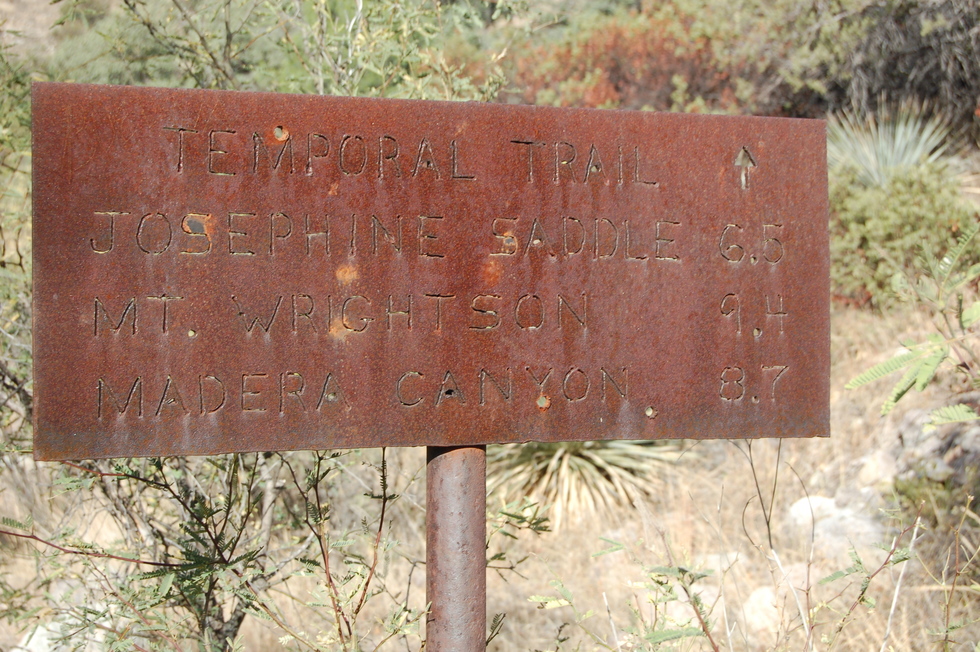 TEMPORAL TRAIL ↑
JOSEPHINE SADDLE 6.5
MT. WRIGHTSON 9.4
MADERA CANYON 8.7